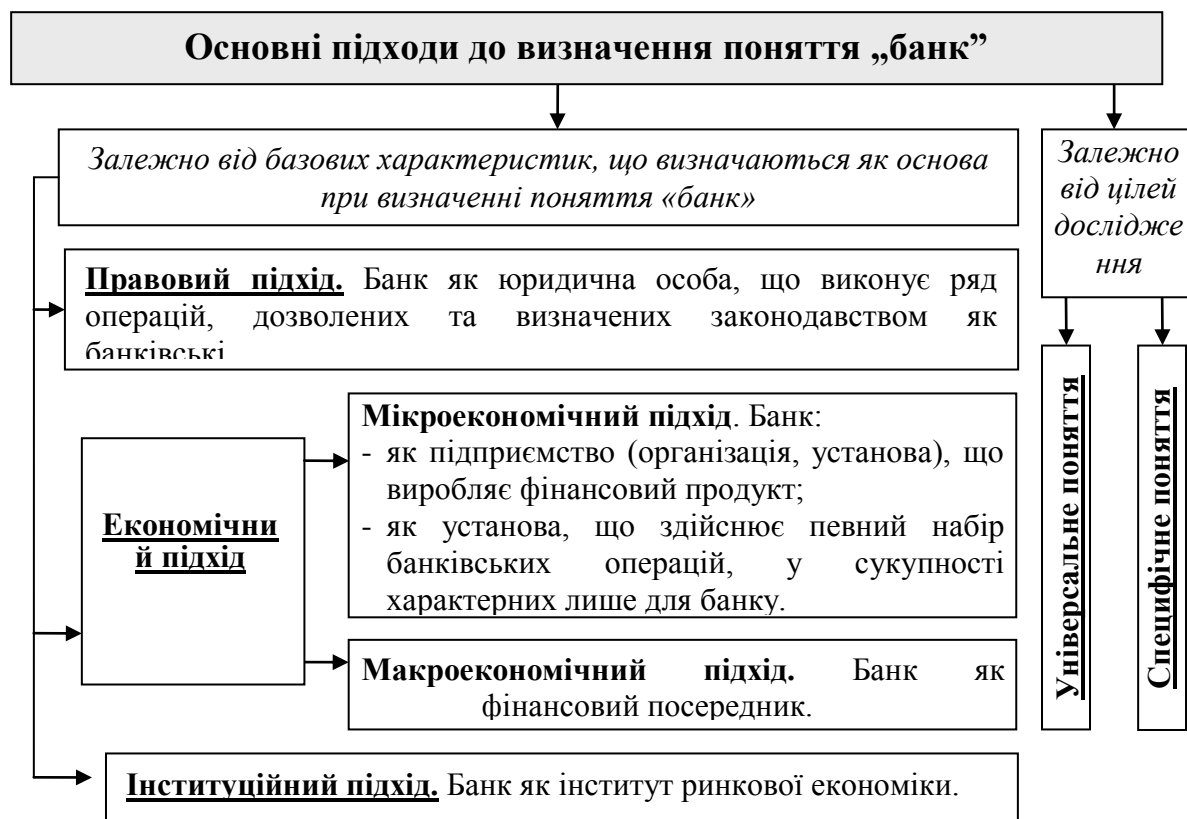 Основні підходи до визначення поняття „банк”
Залежно від базових характеристик, що визначаються як основа
при визначенні поняття «банк»
Залежно
від цілей
дослідже
ння
Правовий підхід. Банк як юридична особа, що виконує ряд
операцій, дозволених та визначених законодавством як
банківські
Економічни
й підхід
Мікроекономічний підхід. Банк:
- як підприємство (організація, установа), що
виробляє фінансовий продукт;
- як установа, що здійснює певний набір
банківських операцій, у сукупності
характерних лише для банку.
Макроекономічний підхід. Банк як
фінансовий посередник.
Інституційний підхід. Банк як інститут ринкової економіки.
Універсальне поняття
Специфічне поняття